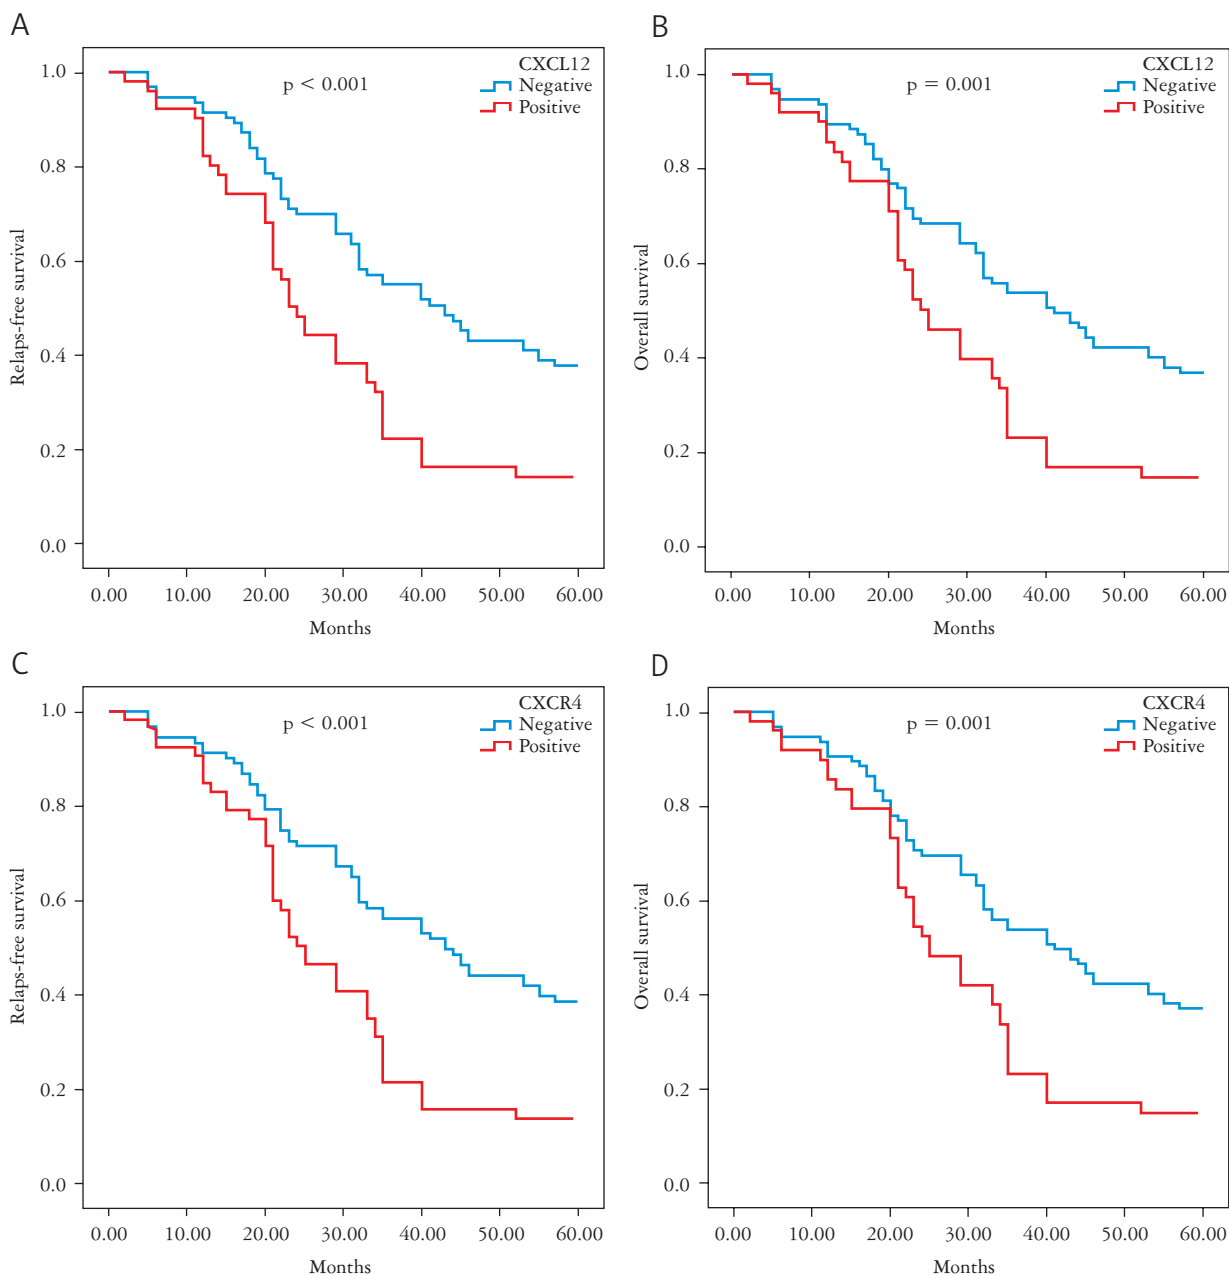 A
CXCL12
Negative
Positive
p < 0.001
Relaps-free survival
1.0
0.8
0.6
0.4
0.2
0.0
0.00 10.00 20.00 30.00 40.00 50.00 60.00
Months
B
CXCL12
Negative
Positive
p = 0.001
Overall survival
1.0
0.8
0.6
0.4
0.2
0.0
0.00 10.00 20.00 30.00 40.00 50.00 60.00
Months
C
CXCR4
Negative
Positive
p < 0.001
Relaps-free survival
1.0
0.8
0.6
0.4
0.2
0.0
0.00 10.00 20.00 30.00 40.00 50.00 60.00
Months
D
CXCR4
Negative
Positive
p = 0.001
Overall survival
1.0
0.8
0.6
0.4
0.2
0.0
0.00 10.00 20.00 30.00 40.00 50.00 60.00
Months